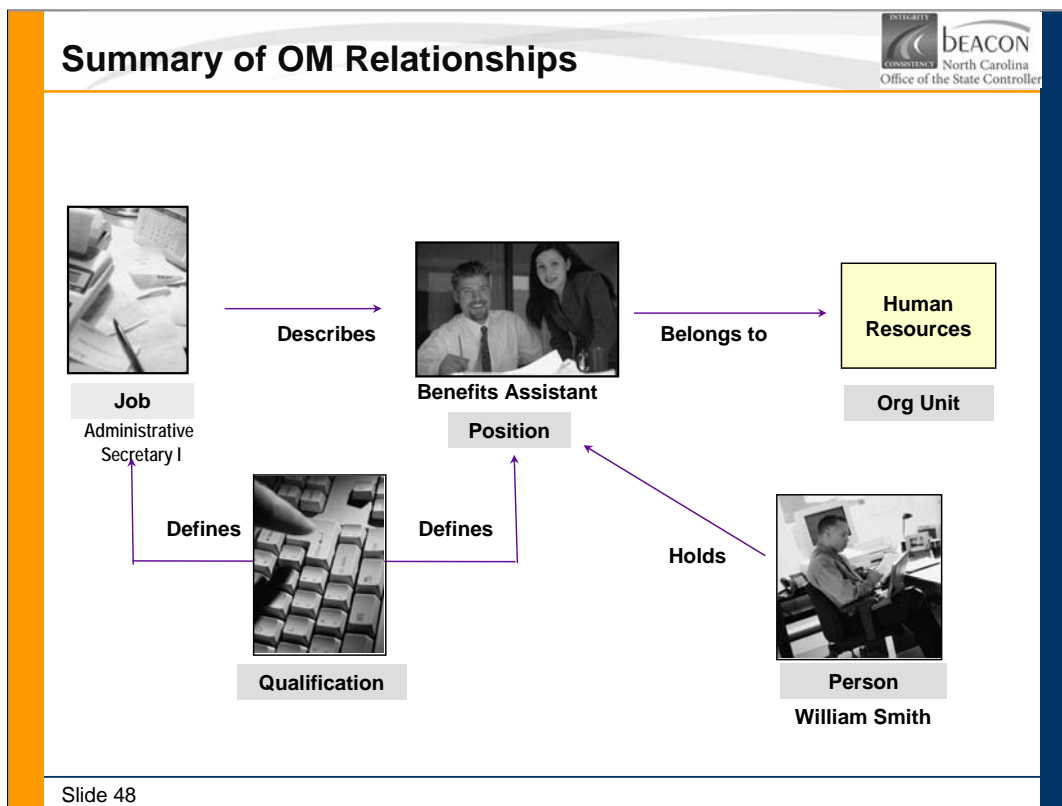 Summary of OM Relationships
INTEGRITY
CONSISTENCY
bEACON
North Carolina
Office of the State Controller
Describes
Belongs to
Human
Resources
Job
Administrative
Secretary I
Benefits Assistant
Position
Org Unit
Defines
Defines
Holds
Qualification
Person
William Smith
Slide 48